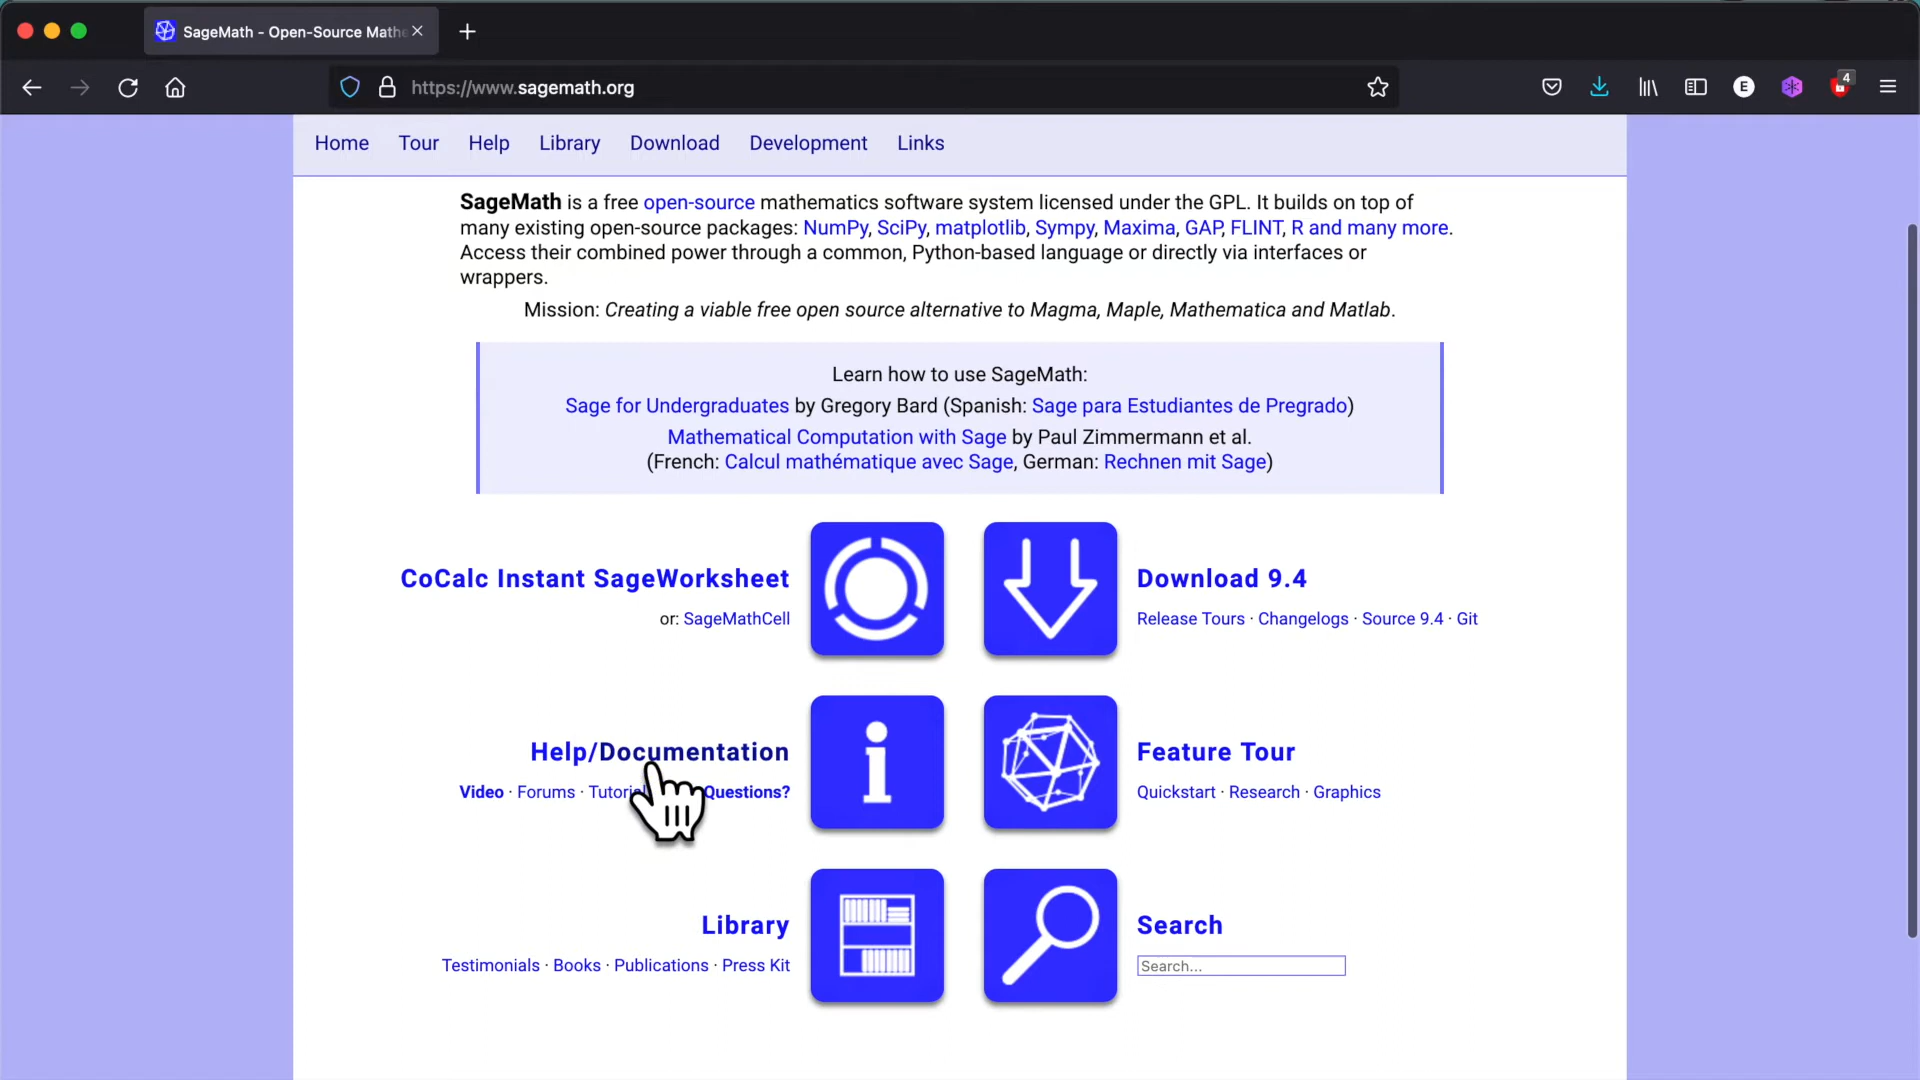 SageMath - Open-Source Mathe
https://www.sagemath.org
E
4
Home Tour Help Library Download Development Links
SageMath is a free open-source mathematics software system licensed under the GPL. It builds on top of
many existing open-source packages: NumPy, SciPy, matplotlib, Sympy, Maxima, GAP, FLINT, R and many more.
Access their combined power through a common, Python-based language or directly via interfaces or
wrappers.
Mission: Creating a viable free open source alternative to Magma, Maple, Mathematica and Matlab.
Learn how to use SageMath:
Sage for Undergraduates by Gregory Bard (Spanish: Sage para Estudiantes de Pregrado)
Mathematical Computation with Sage by Paul Zimmermann et al.
(French: Calcul mathématique avec Sage, German: Rechnen mit Sage)
CoCalc Instant SageWorksheet
or: SageMathCell
Download 9.4
Release Tours · Changelogs · Source 9.4 · Git
Help/Documentation
Video · Forums · Tutorial Questions?
Feature Tour
Quickstart · Research · Graphics
Library
Testimonials · Books · Publications · Press Kit
Search
Search...